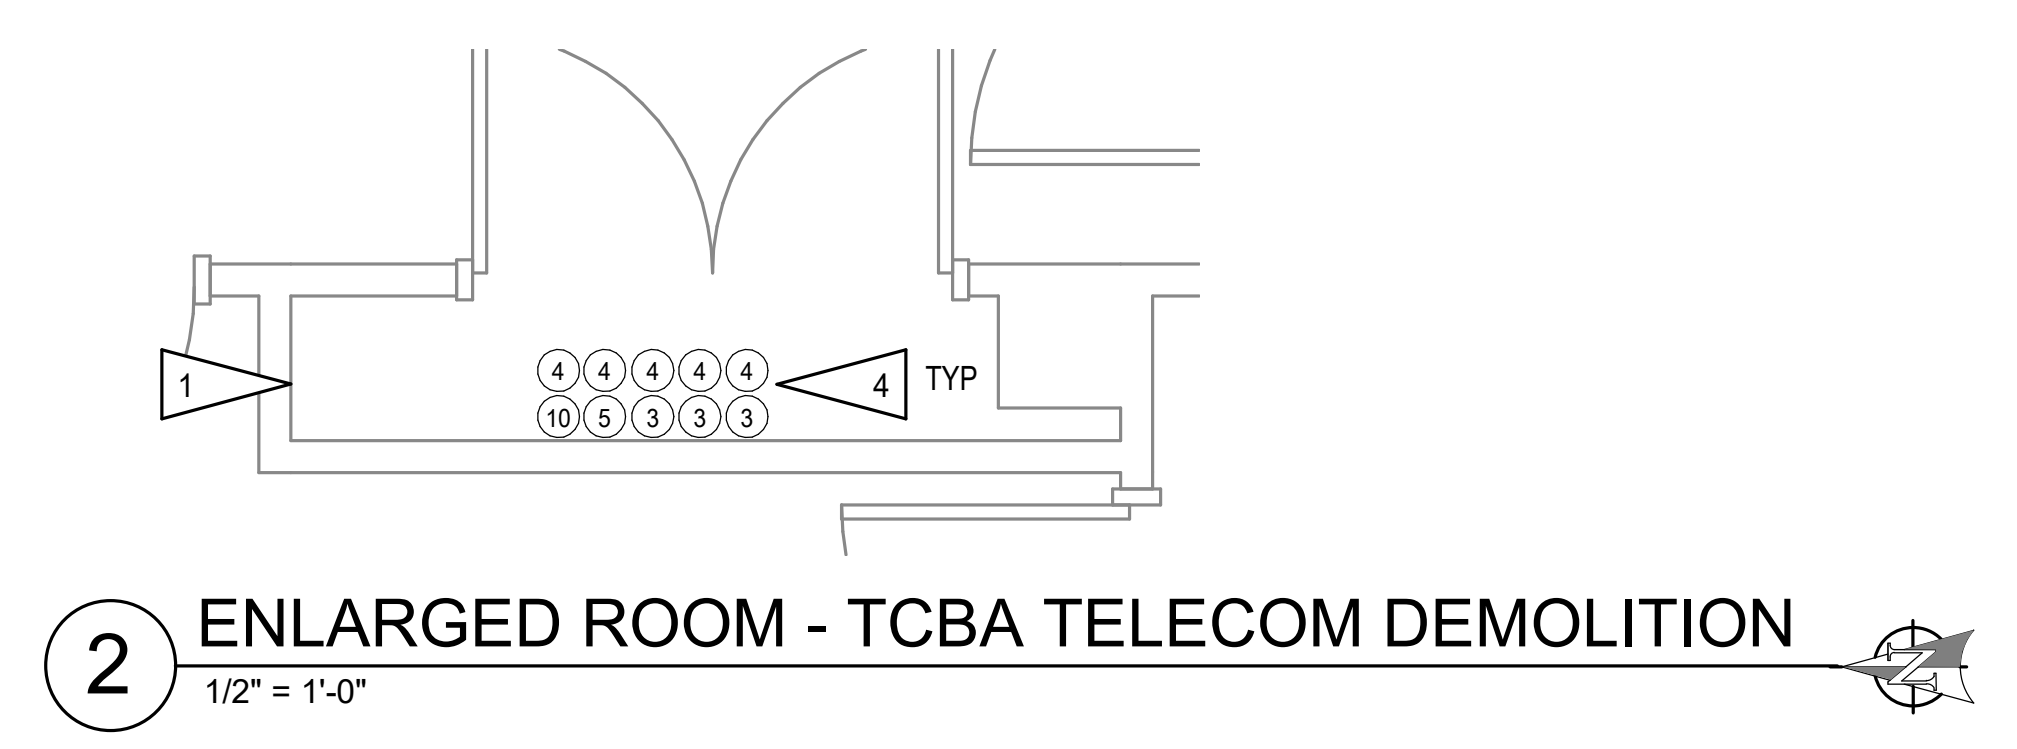 4 4 4 4 4
1 4 TYP
10 5 3 3 3
ENLARGED ROOM - TCBA TELECOM DEMOLITION
2
1/2" = 1'-0"
N